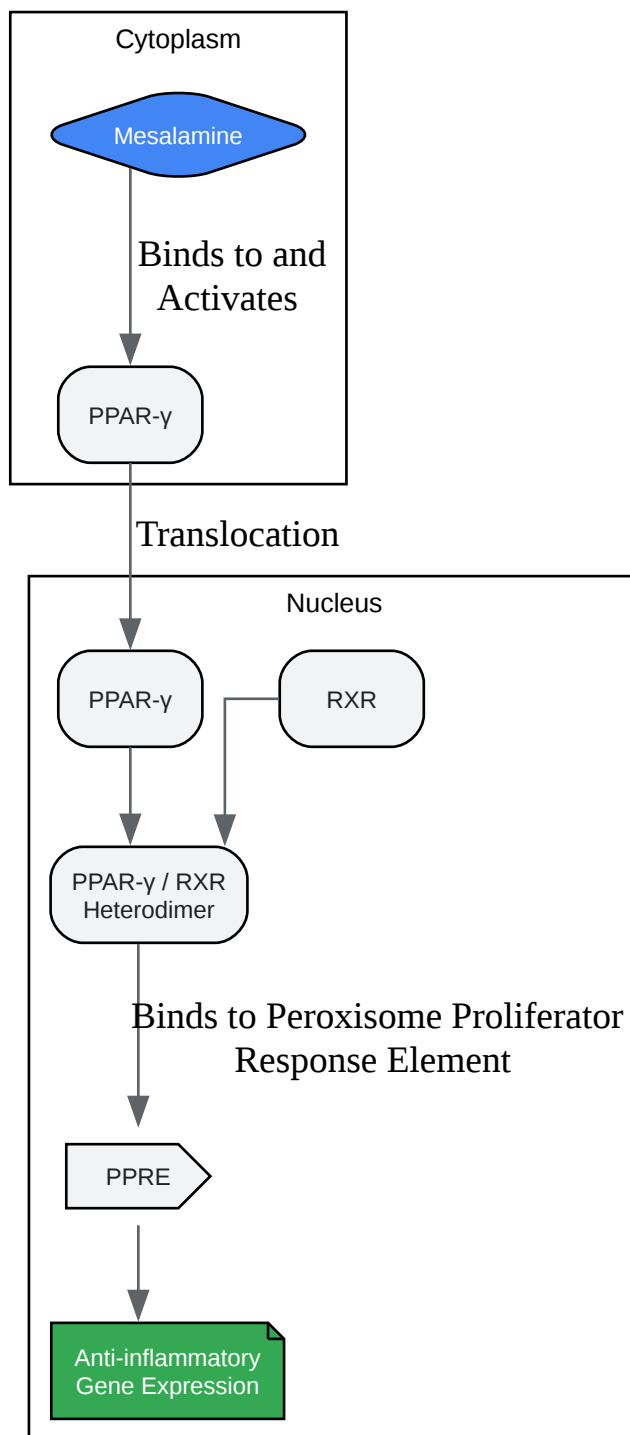 Cytoplasm
Mesalamine
Binds to and
Activates
PPAR-γ
Translocation
Nucleus
PPAR-γ
RXR
PPAR-γ / RXR
Heterodimer
Binds to Peroxisome Proliferator
Response Element
PPRE
Anti-inflammatory
Gene Expression